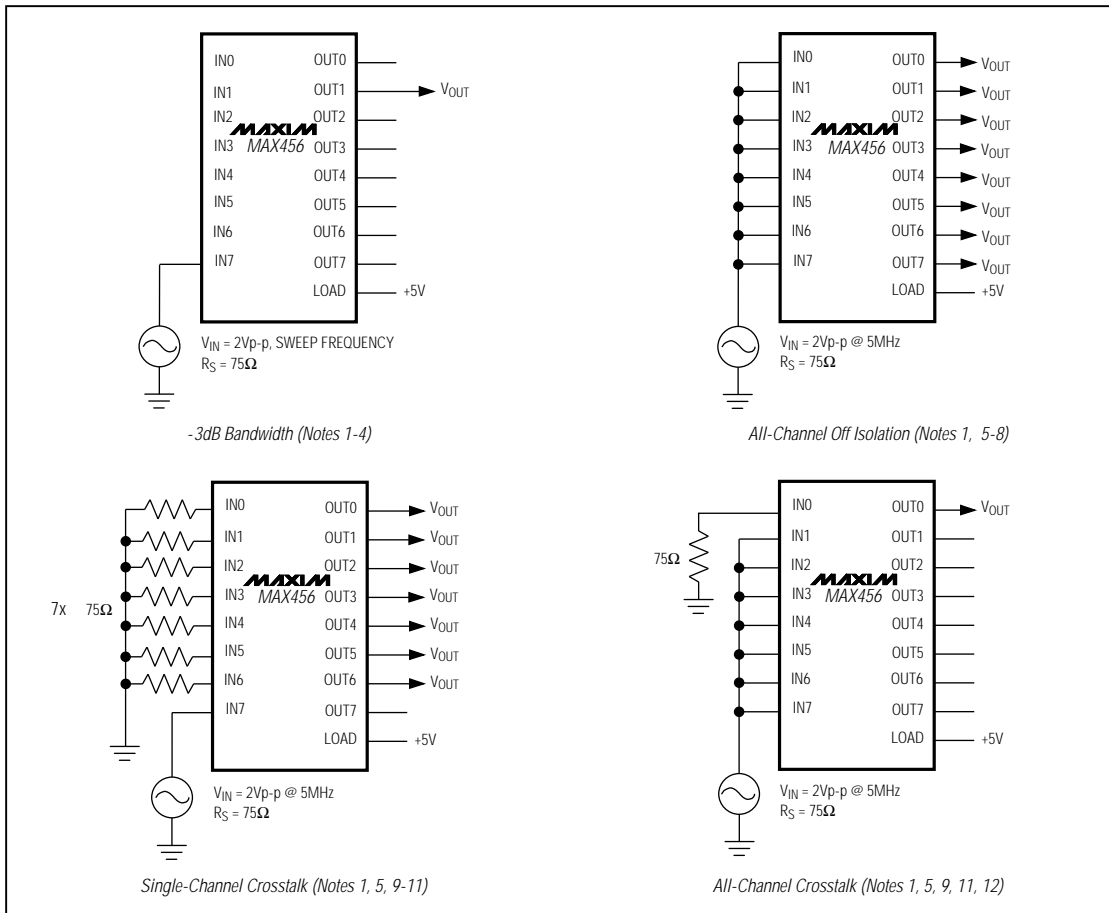 IN0 OUT0
IN1 OUT1 VOUT
IN2 OUT2
MAXIM
IN3 MAX456 OUT3
IN4 OUT4
IN5 OUT5
IN6 OUT6
IN7 OUT7
LOAD +5V
VIN = 2Vp-p, SWEEP FREQUENCY
RS = 75Ω
-3dB Bandwidth (Notes 1-4)
IN0 OUT0 VOUT
IN1 OUT1 VOUT
IN2 OUT2 VOUT
MAXIM
IN3 MAX456 OUT3 VOUT
IN4 OUT4 VOUT
IN5 OUT5 VOUT
IN6 OUT6 VOUT
IN7 OUT7 VOUT
LOAD +5V
VIN = 2Vp-p @ 5MHz
RS = 75Ω
All-Channel Off Isolation (Notes 1, 5-8)
IN0 OUT0 VOUT
IN1 OUT1 VOUT
IN2 OUT2 VOUT
MAXIM
7x 75Ω IN3 MAX456 OUT3 VOUT
IN4 OUT4 VOUT
IN5 OUT5 VOUT
IN6 OUT6 VOUT
IN7 OUT7
LOAD +5V
VIN = 2Vp-p @ 5MHz
RS = 75Ω
Single-Channel Crosstalk (Notes 1, 5, 9-11)
IN0 OUT0 VOUT
IN1 OUT1
75Ω IN2 OUT2
MAXIM
IN3 MAX456 OUT3
IN4 OUT4
IN5 OUT5
IN6 OUT6
IN7 OUT7
LOAD +5V
VIN = 2Vp-p @ 5MHz
RS = 75Ω
All-Channel Crosstalk (Notes 1, 5, 9, 11, 12)